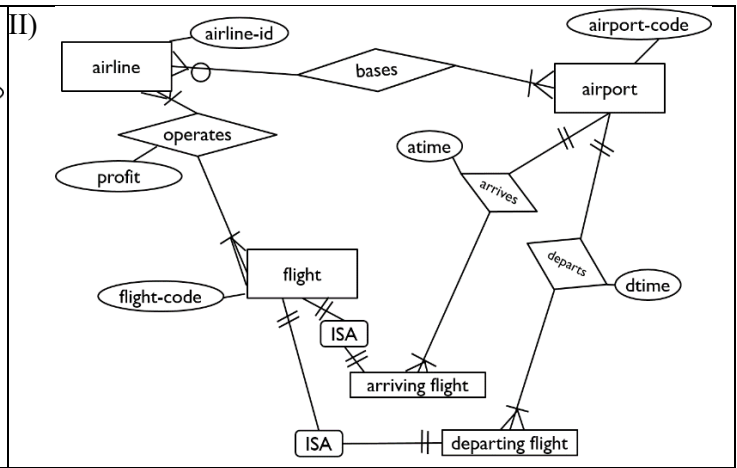 II)
airline-id
airport-code
airline
bases
airport
operates
atime
profit
arrives
departs
flight
dtime
flight-code
ISA
arriving flight
ISA
departing flight